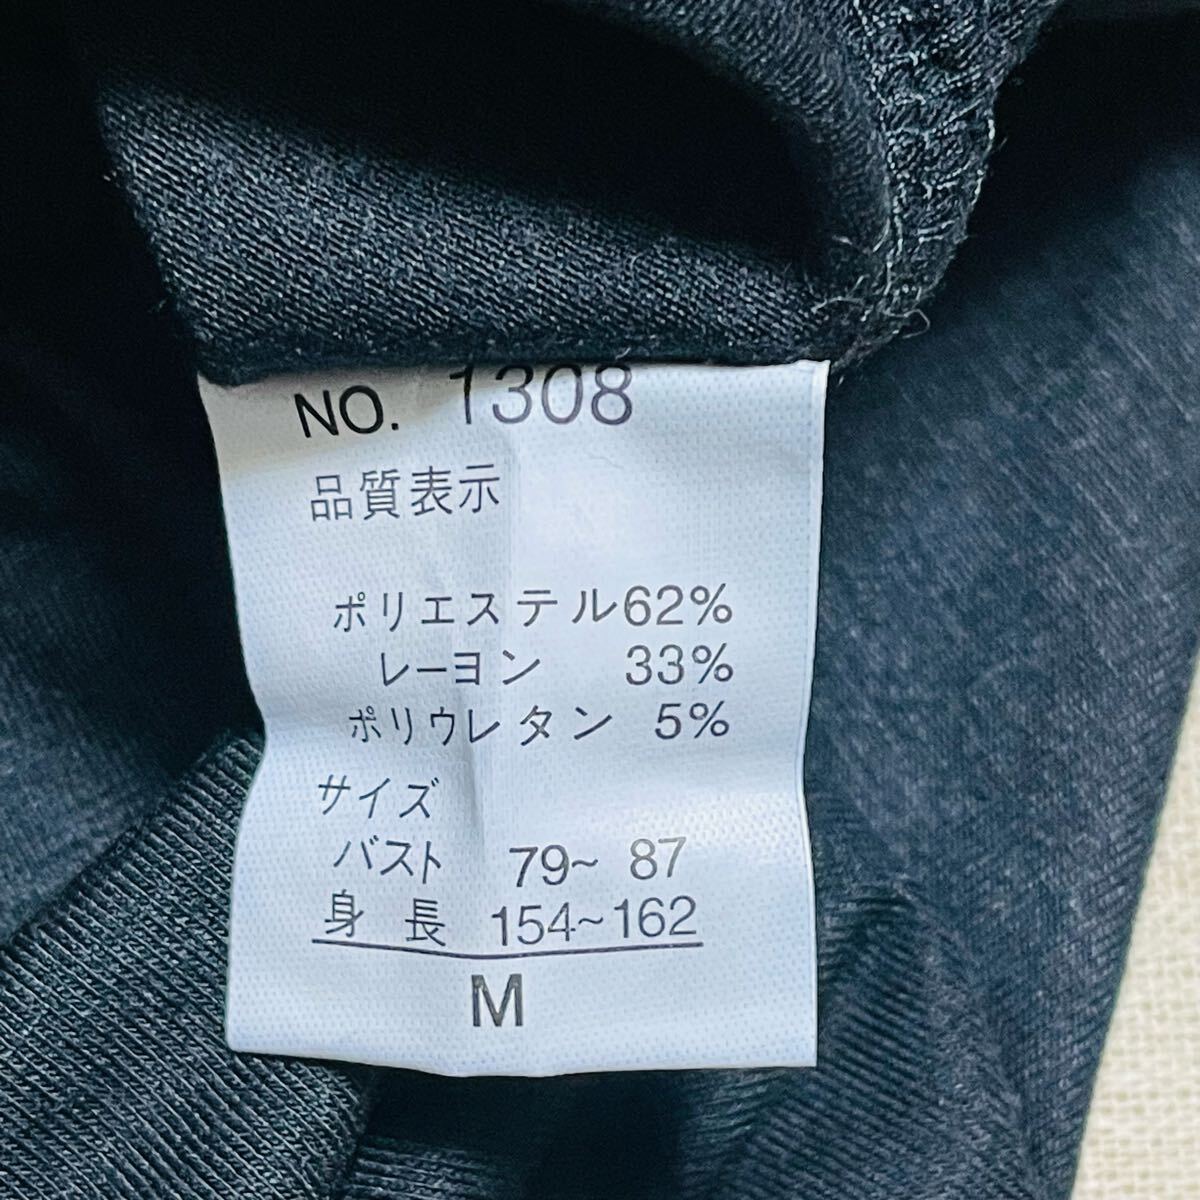 NO. 1308
品質表示
ポリエステル62%
レーヨン 33%
ポリウレタン 5%
サイズ
バスト 79~ 87
身長 154~162
M